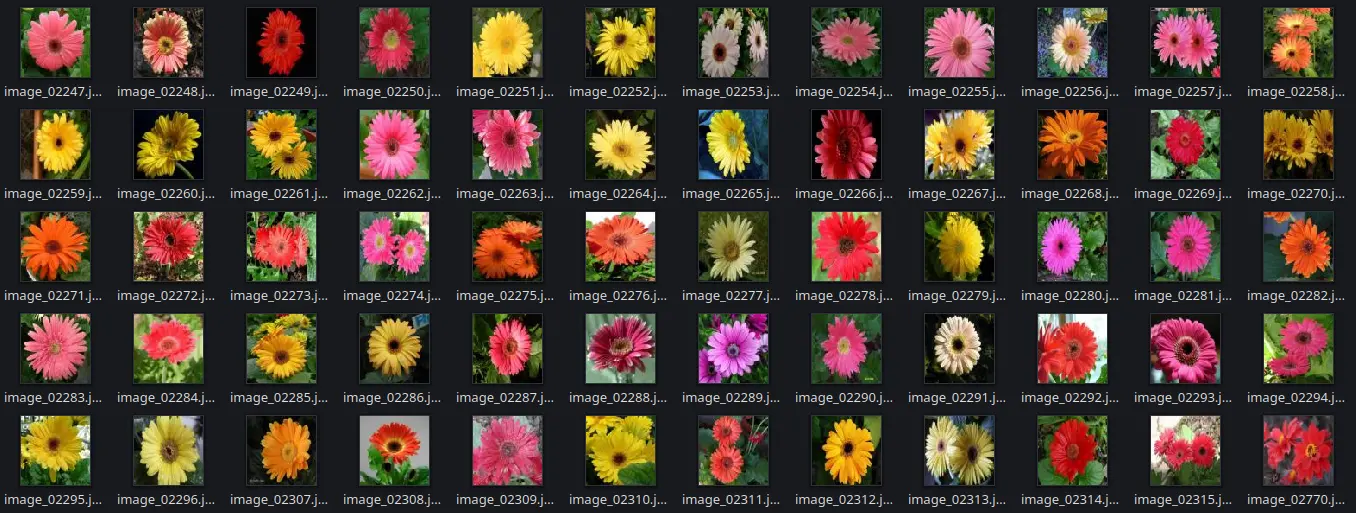 image_02247.j... image_02248.j... image_02249.j... image_02250.j... image_02251.j... image_02252.j... image_02253.j... image_02254.j... image_02255.j... image_02256.j... image_02257.j... image_02258.j...
image_02259.j... image_02260.j... image_02261.j... image_02262.j... image_02263.j... image_02264.j... image_02265.j... image_02266.j... image_02267.j... image_02268.j... image_02269.j... image_02270.j...
image_02271.j... image_02272.j... image_02273.j... image_02274.j... image_02275.j... image_02276.j... image_02277.j... image_02278.j... image_02279.j... image_02280.j... image_02281.j... image_02282.j...
image_02283.j... image_02284.j... image_02285.j... image_02286.j... image_02287.j... image_02288.j... image_02289.j... image_02290.j... image_02291.j... image_02292.j... image_02293.j... image_02294.j...
image_02295.j... image_02296.j... image_02307.j... image_02308.j... image_02309.j... image_02310.j... image_02311.j... image_02312.j... image_02313.j... image_02314.j... image_02315.j... image_02770.j...